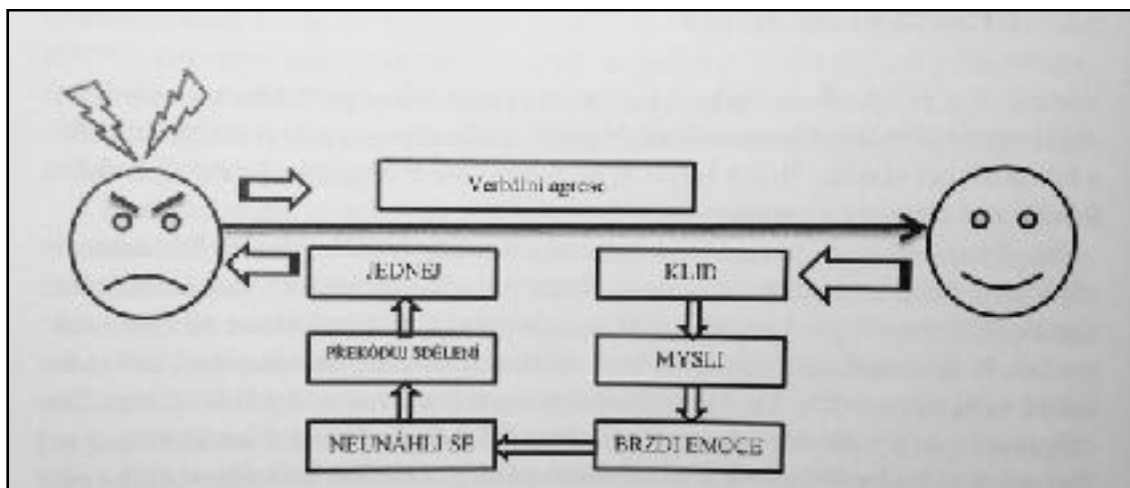 Verbální agrese
JEDNEJ
KLID
PŘEKÓDUJ SDĚLENÍ
MYSLI
NEUNÁHLI SE
BRZDI EMOCE